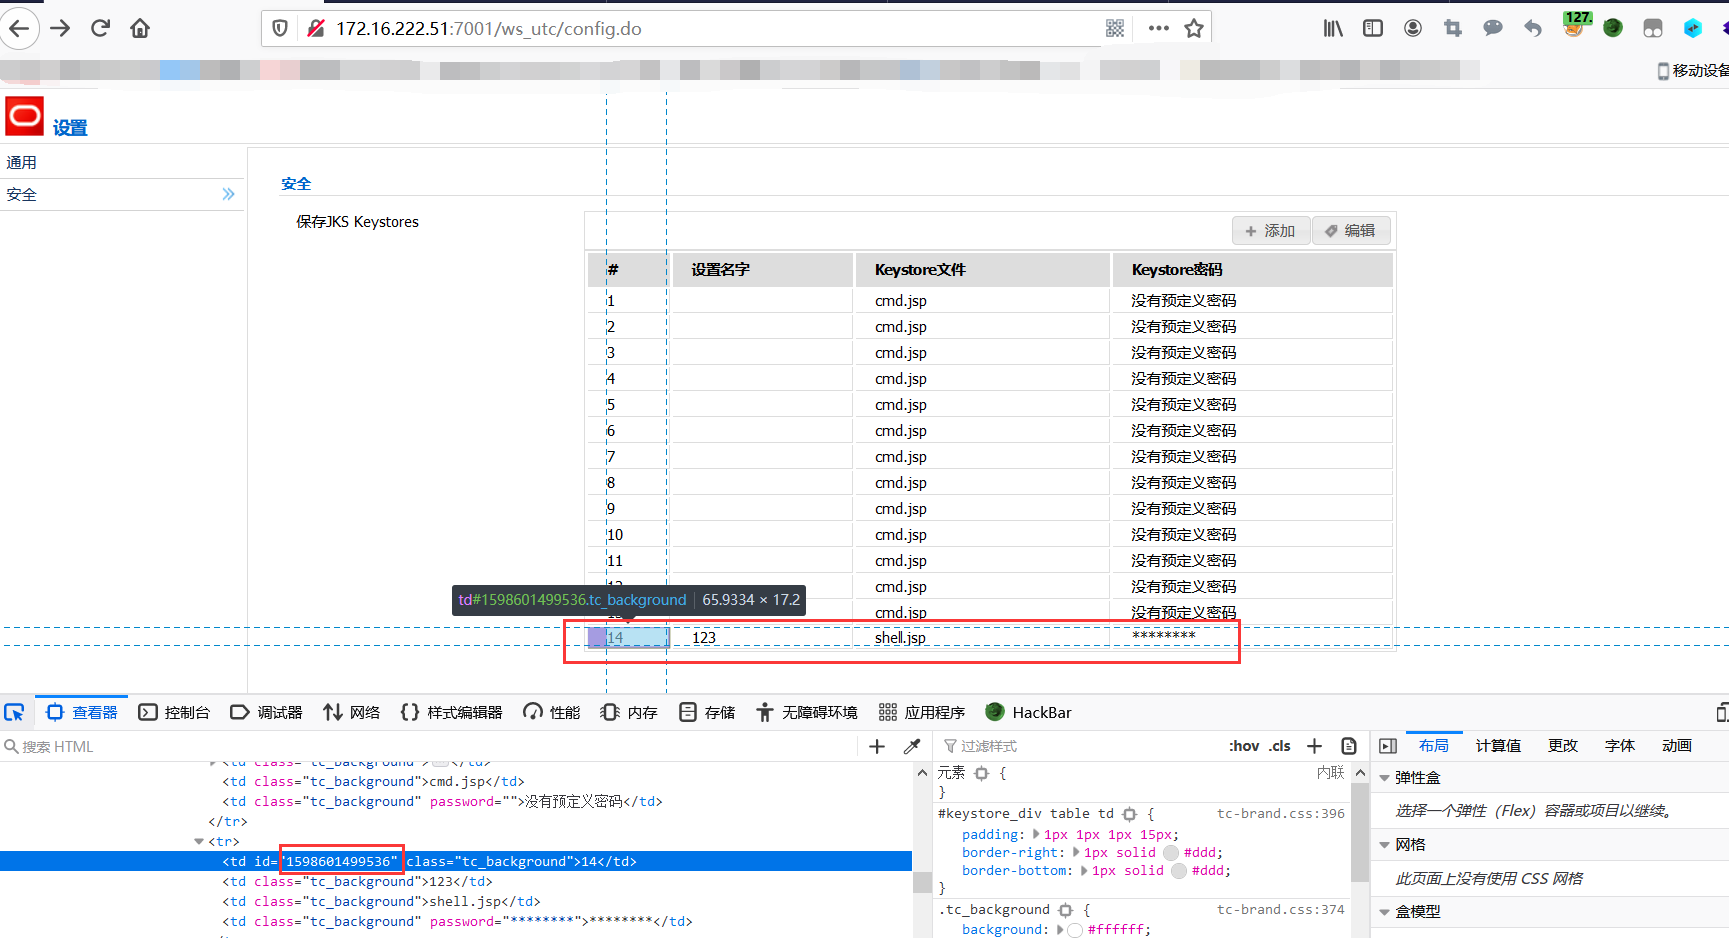 172.16.222.51:7001/ws_utc/config.do
127.
移动设备
设置
通用
安全
安全
保存JKS Keystores
添加 编辑
# 设置名字 Keystore文件 Keystore密码
1 cmd.jsp 没有预定义密码
2 cmd.jsp 没有预定义密码
3 cmd.jsp 没有预定义密码
4 cmd.jsp 没有预定义密码
5 cmd.jsp 没有预定义密码
6 cmd.jsp 没有预定义密码
7 cmd.jsp 没有预定义密码
8 cmd.jsp 没有预定义密码
9 cmd.jsp 没有预定义密码
10 cmd.jsp 没有预定义密码
11 cmd.jsp 没有预定义密码
cmd.jsp 没有预定义密码
td#1598601499536.tc_background 65.9334 × 17.2
cmd.jsp 没有预定义密码
14 123 shell.jsp ********
查看器 控制台 调试器 网络 样式编辑器 性能 内存 存储 无障碍环境 应用程序 HackBar
搜索 HTML
<td class="tc_background"></td>
<td class="tc_background">cmd.jsp</td>
<td class="tc_background" password="">没有预定义密码</td>
</tr>
<tr>
<td id="1598601499536" class="tc_background">14</td>
<td class="tc_background">123</td>
<td class="tc_background">shell.jsp</td>
<td class="tc_background" password="********">********</td>
过滤样式 :hov .cls
元素 { 内联
}
#keystore_div table td { tc-brand.css:396
padding: 1px 1px 1px 15px;
border-right: 1px solid #ddd;
border-bottom: 1px solid #ddd;
}
.tc_background { tc-brand.css:374
background: #ffffff;
布局 计算值 更改 字体 动画
弹性盒
选择一个弹性（Flex）容器或项目以继续。
网格
此页面上没有使用 CSS 网格
盒模型